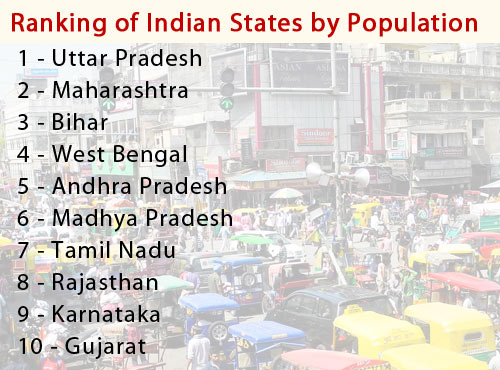 Ranking of Indian States by Population
1 - Uttar Pradesh
2 - Maharashtra
3 - Bihar
4 - West Bengal
5 - Andhra Pradesh
6 - Madhya Pradesh
7 - Tamil Nadu
8 - Rajasthan
9 - Karnataka
10 - Gujarat